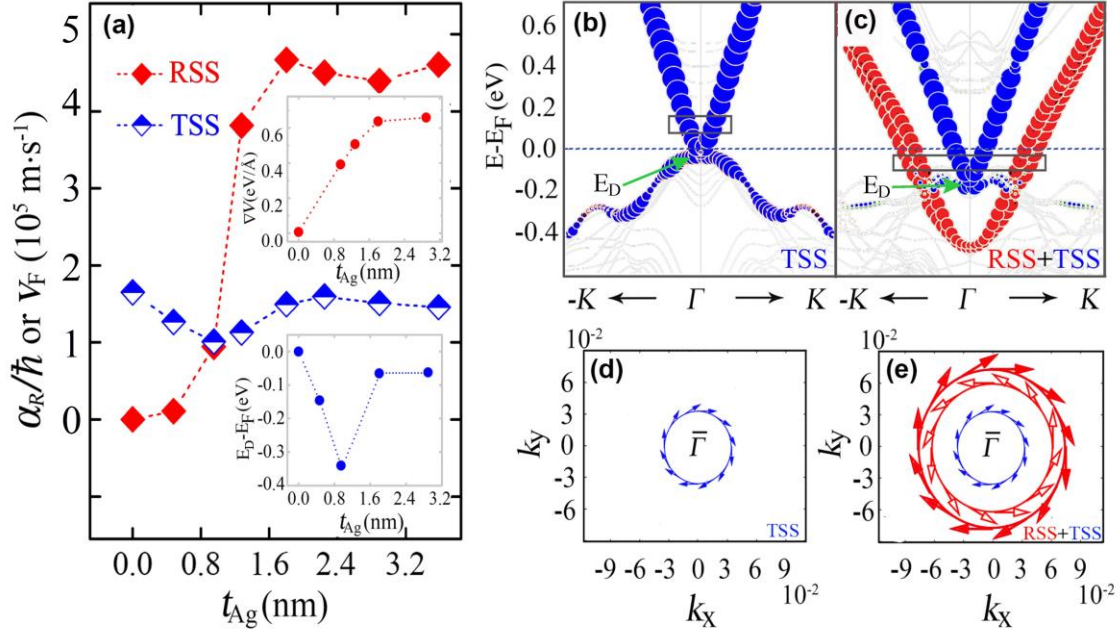 (a)
RSS
TSS
5
4
3
2
1
0
α_R/ħ or v_F (10⁵ m·s⁻¹)
0.0 0.8 1.6 2.4 3.2
t_Ag (nm)
∇V(eV/Å)
0.6
0.4
0.2
0.0
0.0 0.8 1.6 2.4
t_Ag (nm)
E_D-E_F (eV)
0.0
-0.1
-0.2
-0.3
-0.4
0.0 0.8 1.6 2.4
t_Ag (nm)
(b)
E-E_F (eV)
0.6
0.4
0.2
0.0
-0.2
-0.4
E_D
TSS
-K ← Γ → K
(c)
E_D
RSS+TSS
-K ← Γ → K
(d)
10⁻²
6
3
0
-3
-6
k_y
Γ̄
TSS
-9 -6 -3 0 3 6 9
10⁻²
k_X
(e)
10⁻²
6
3
0
-3
-6
k_y
Γ̄
RSS+TSS
-9 -6 -3 0 3 6 9
10⁻²
k_X